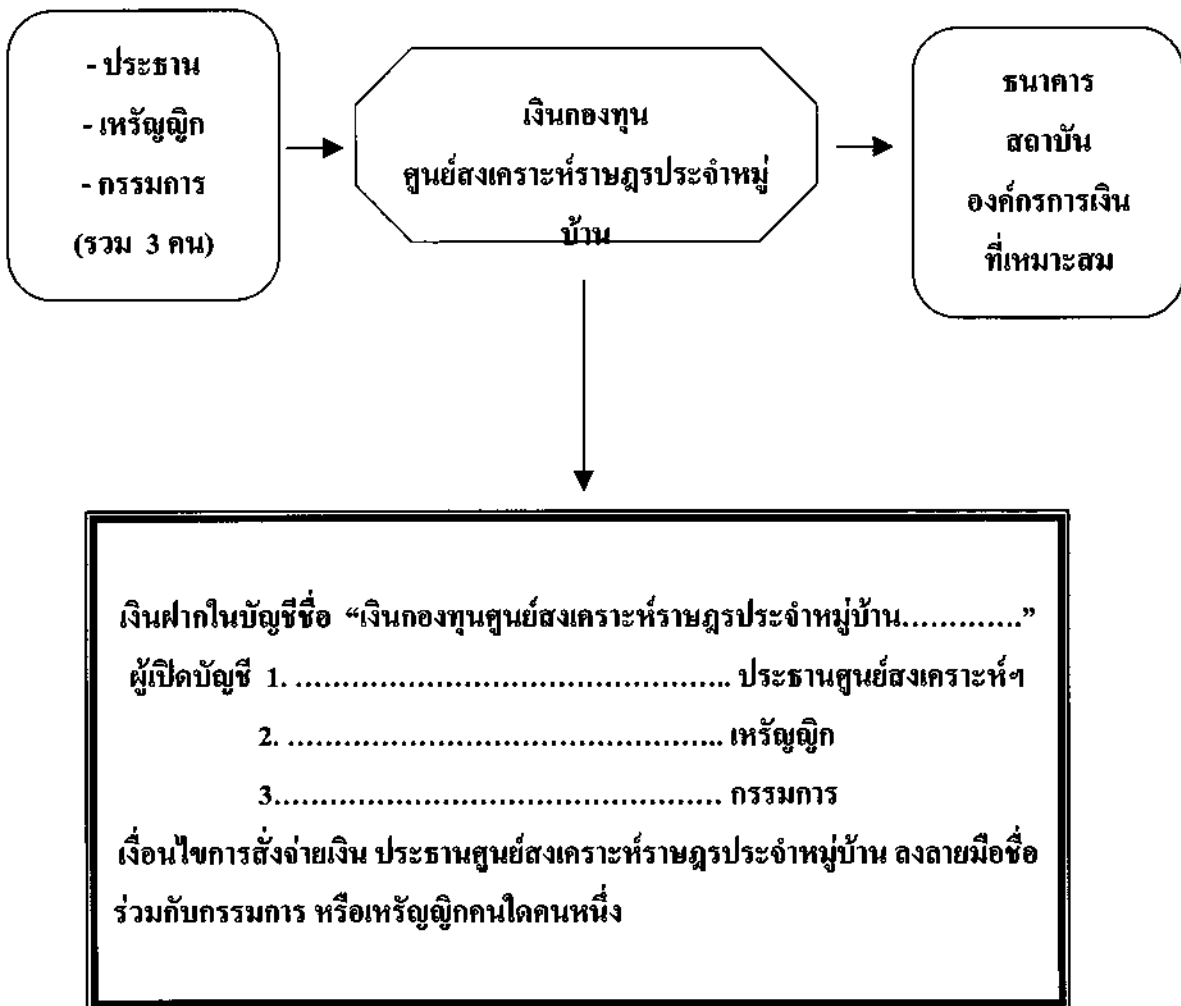 - ประธาน
- เหรัญญิก
- กรรมการ
(รวม 3 คน)
เงินกองทุน
ศูนย์สงเคราะห์ราษฎรประจำหมู่
บ้าน
ธนาคาร
สถาบัน
องค์กรการเงิน
ที่เหมาะสม
เงินฝากในบัญชีชื่อ “เงินกองทุนศูนย์สงเคราะห์ราษฎรประจำหมู่บ้าน.............”
ผู้เปิดบัญชี 1. ................................................ ประธานศูนย์สงเคราะห์ฯ
2. ................................................ เหรัญญิก
3................................................... กรรมการ
เงื่อนไขการสั่งจ่ายเงิน ประธานศูนย์สงเคราะห์ราษฎรประจำหมู่บ้าน ลงลายมือชื่อ
ร่วมกับกรรมการ หรือเหรัญญิกคนใดคนหนึ่ง